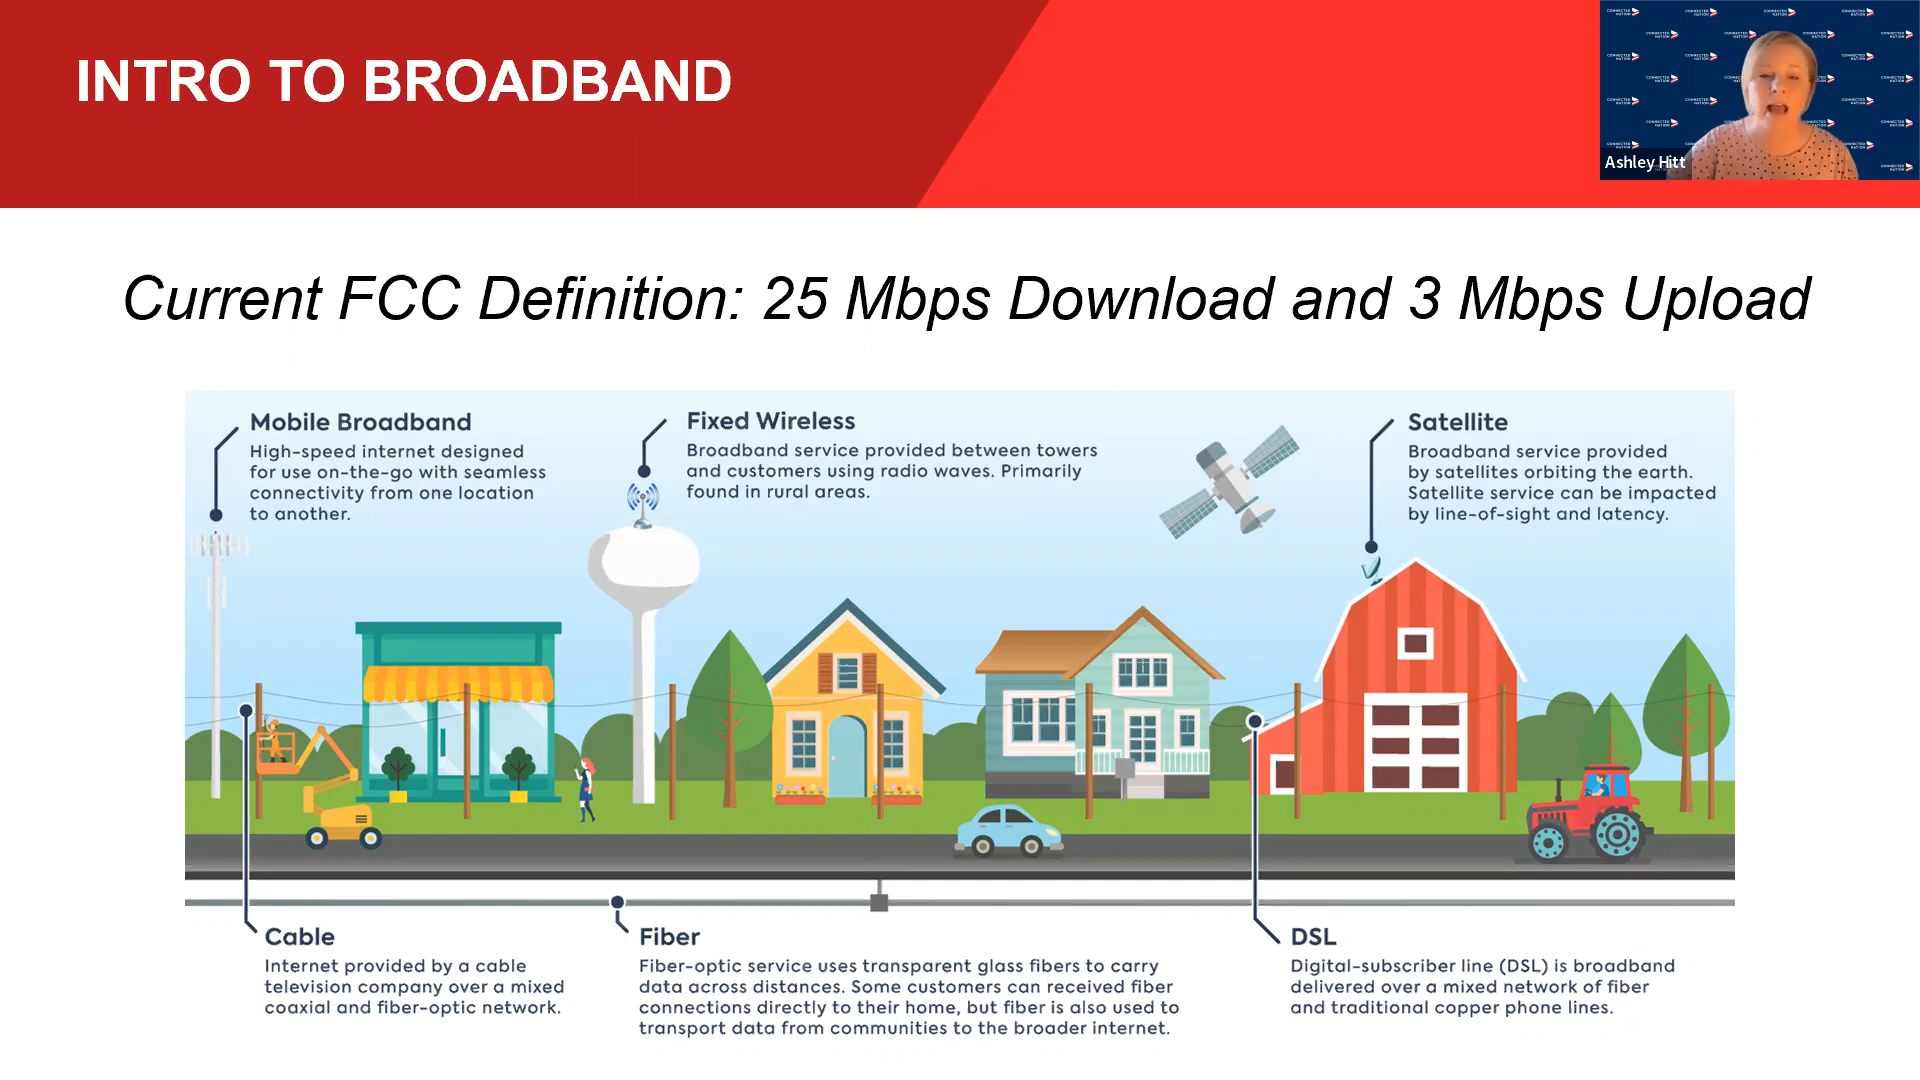 INTRO TO BROADBAND
CONNECTED NATION
Ashley Hitt
Current FCC Definition: 25 Mbps Download and 3 Mbps Upload
Mobile Broadband
High-speed internet designed
for use on-the-go with seamless
connectivity from one location
to another.
Fixed Wireless
Broadband service provided between towers
and customers using radio waves. Primarily
found in rural areas.
Satellite
Broadband service provided
by satellites orbiting the earth.
Satellite service can be impacted
by line-of-sight and latency.
Cable
Internet provided by a cable
television company over a mixed
coaxial and fiber-optic network.
Fiber
Fiber-optic service uses transparent glass fibers to carry
data across distances. Some customers can received fiber
connections directly to their home, but fiber is also used to
transport data from communities to the broader internet.
DSL
Digital-subscriber line (DSL) is broadband
delivered over a mixed network of fiber
and traditional copper phone lines.